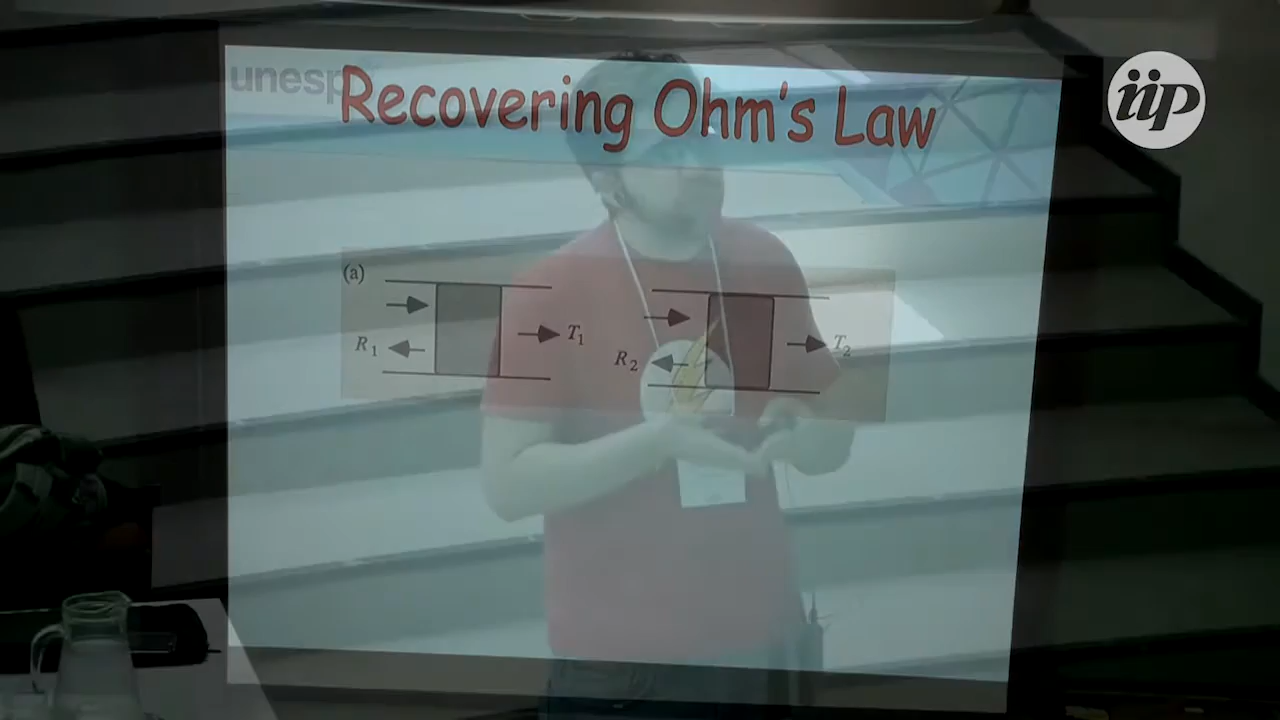 unesp
Recovering Ohm's Law
iip
(a)
R1 T1 R2 T2